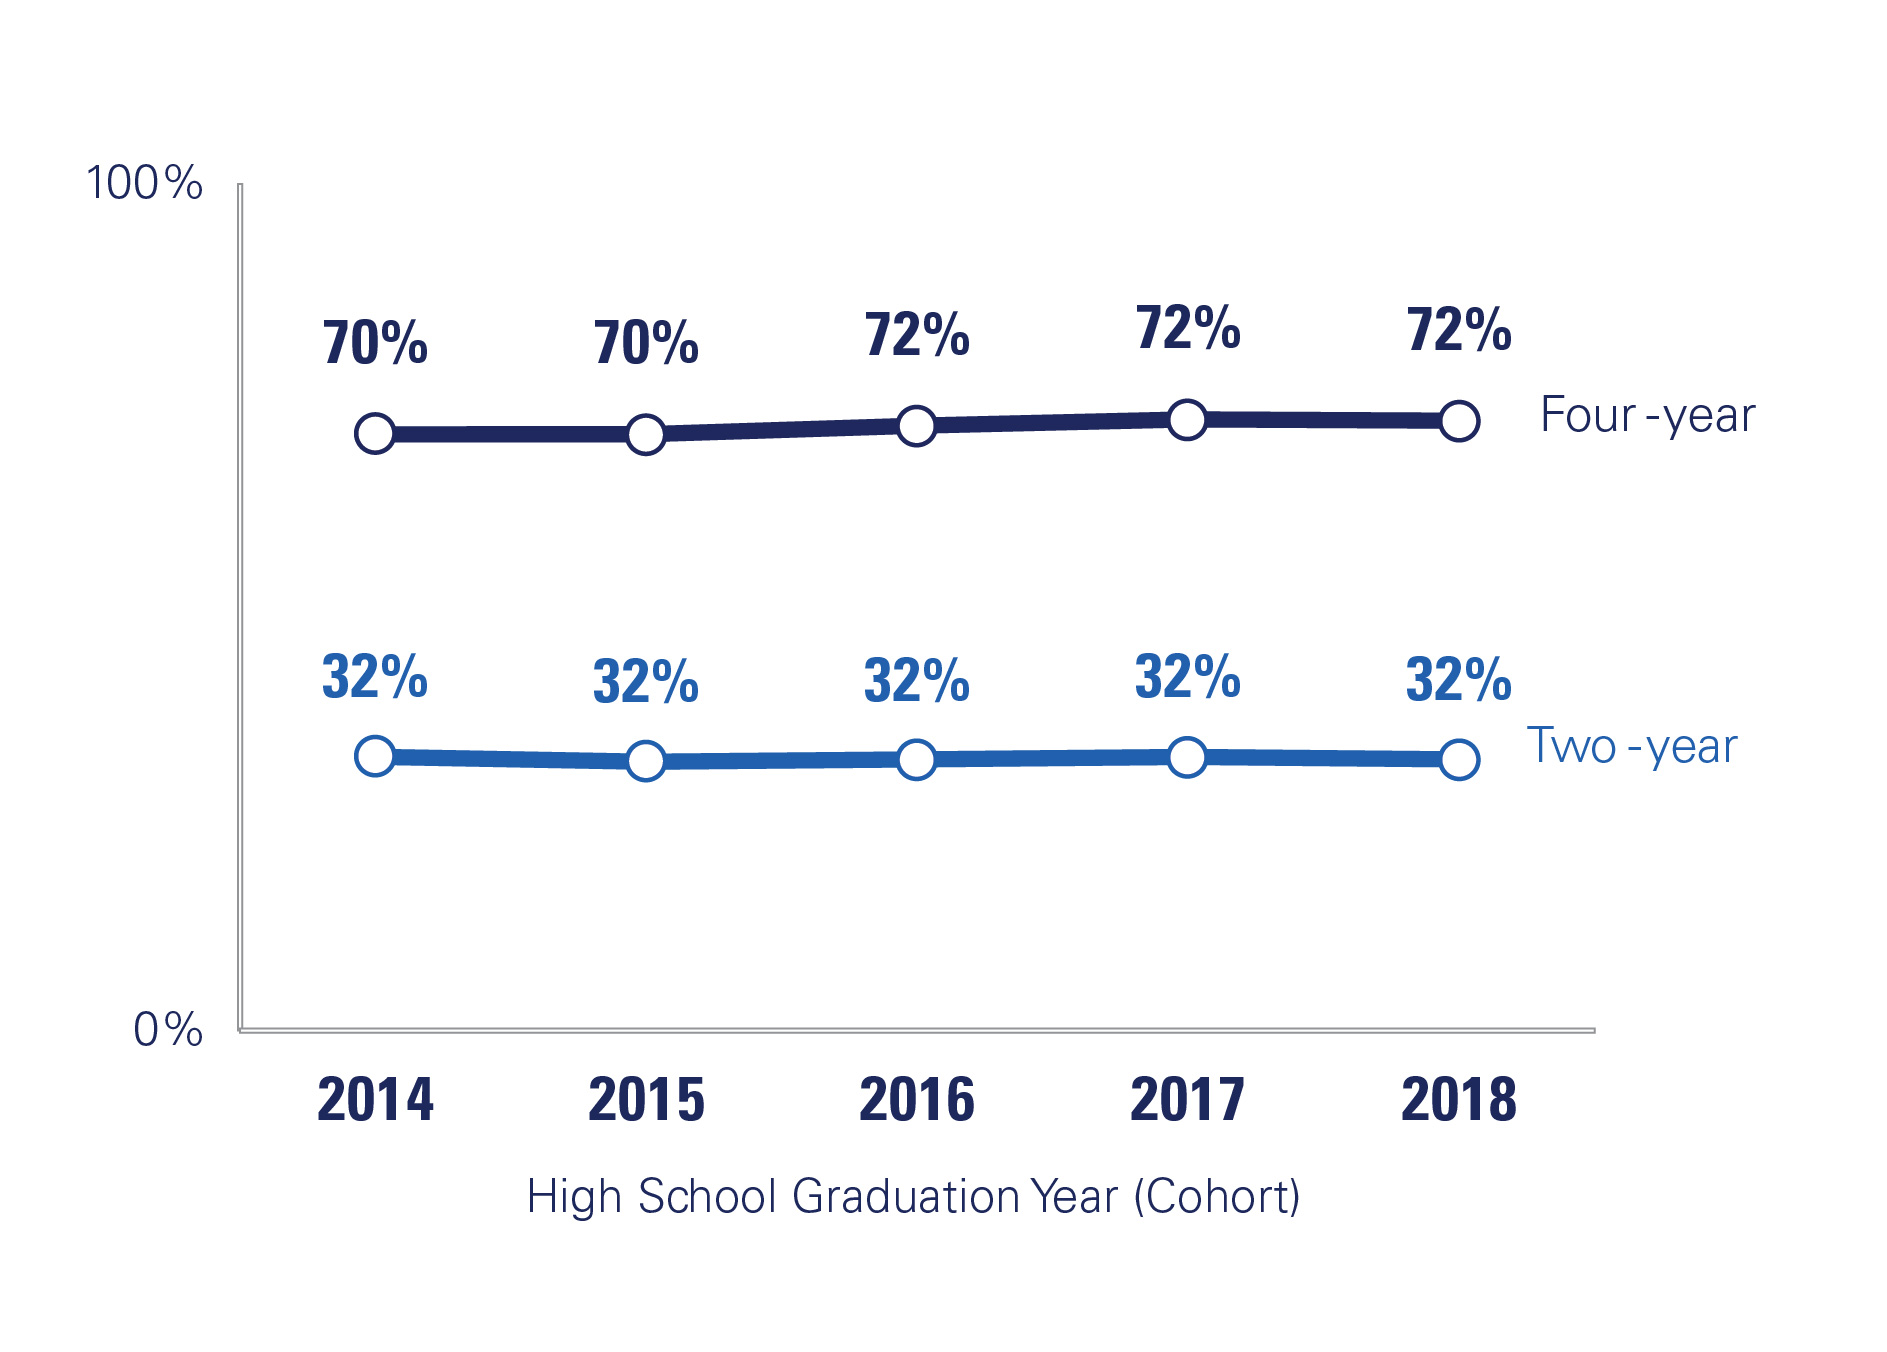 100%
70% 70% 72% 72% 72%
Four-year
32% 32% 32% 32% 32%
Two-year
0%
2014 2015 2016 2017 2018
High School Graduation Year (Cohort)